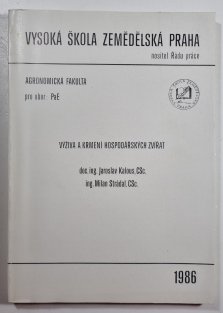 VYSOKÁ ŠKOLA ZEMĚDĚLSKÁ PRAHA
nositel Řádu práce
AGRONOMICKÁ FAKULTA
pro obor PaE
VÝŽIVA A KRMENÍ HOSPODÁŘSKÝCH ZVÍŘAT
doc. ing. Jaroslav Kalous, CSc.
ing. Milan Strádal, CSc.
1986